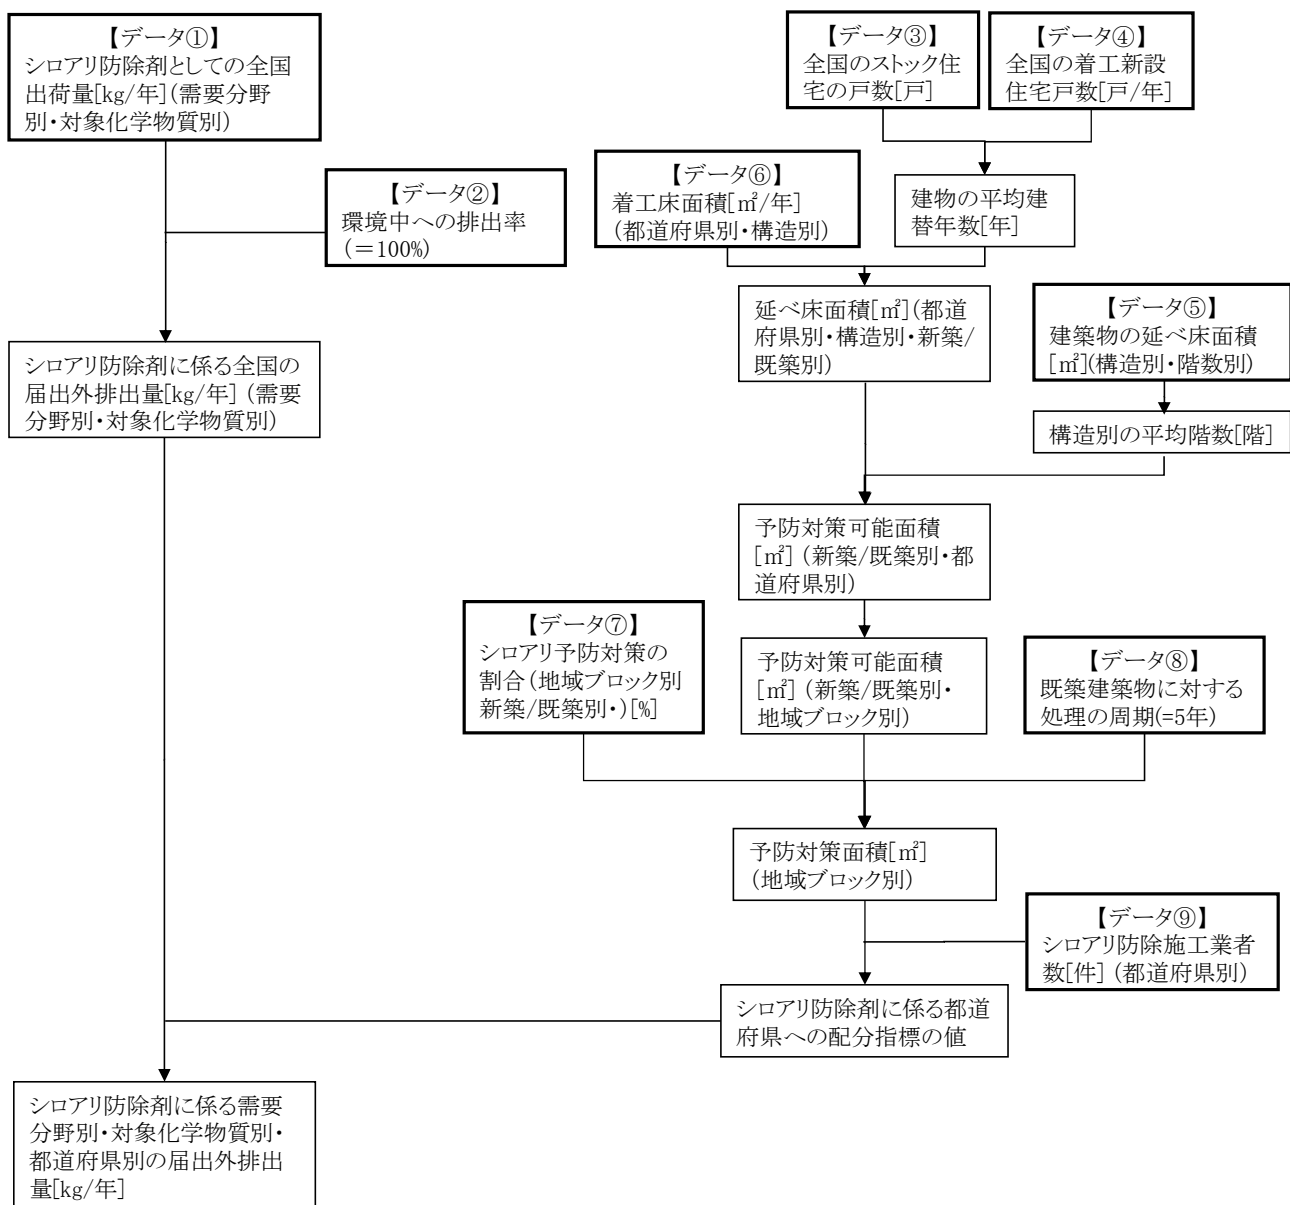 【データ①】
シロアリ防除剤としての全国
出荷量[kg/年](需要分野
別・対象化学物質別)
【データ③】
全国のストック住
宅の戸数[戸]
【データ④】
全国の着工新設
住宅戸数[戸/年]
【データ②】
環境中への排出率
(=100%)
【データ⑥】
着工床面積[㎡/年]
(都道府県別・構造別)
建物の平均建
替年数[年]
延べ床面積[㎡](都道
府県別・構造別・新築/
既築別)
【データ⑤】
建築物の延べ床面積
[㎡](構造別・階数別)
シロアリ防除剤に係る全国の
届出外排出量[kg/年](需要
分野別・対象化学物質別)
構造別の平均階数[階]
予防対策可能面積
[㎡](新築/既築別・都
道府県別)
【データ⑦】
シロアリ予防対策の
割合(地域ブロック別
新築/既築別・)[%]
予防対策可能面積
[㎡](新築/既築別・
地域ブロック別)
【データ⑧】
既築建築物に対する
処理の周期(=5年)
予防対策面積[㎡]
(地域ブロック別)
【データ⑨】
シロアリ防除施工業者
数[件](都道府県別)
シロアリ防除剤に係る都道
府県への配分指標の値
シロアリ防除剤に係る需要
分野別・対象化学物質別・
都道府県別の届出外排出
量[kg/年]